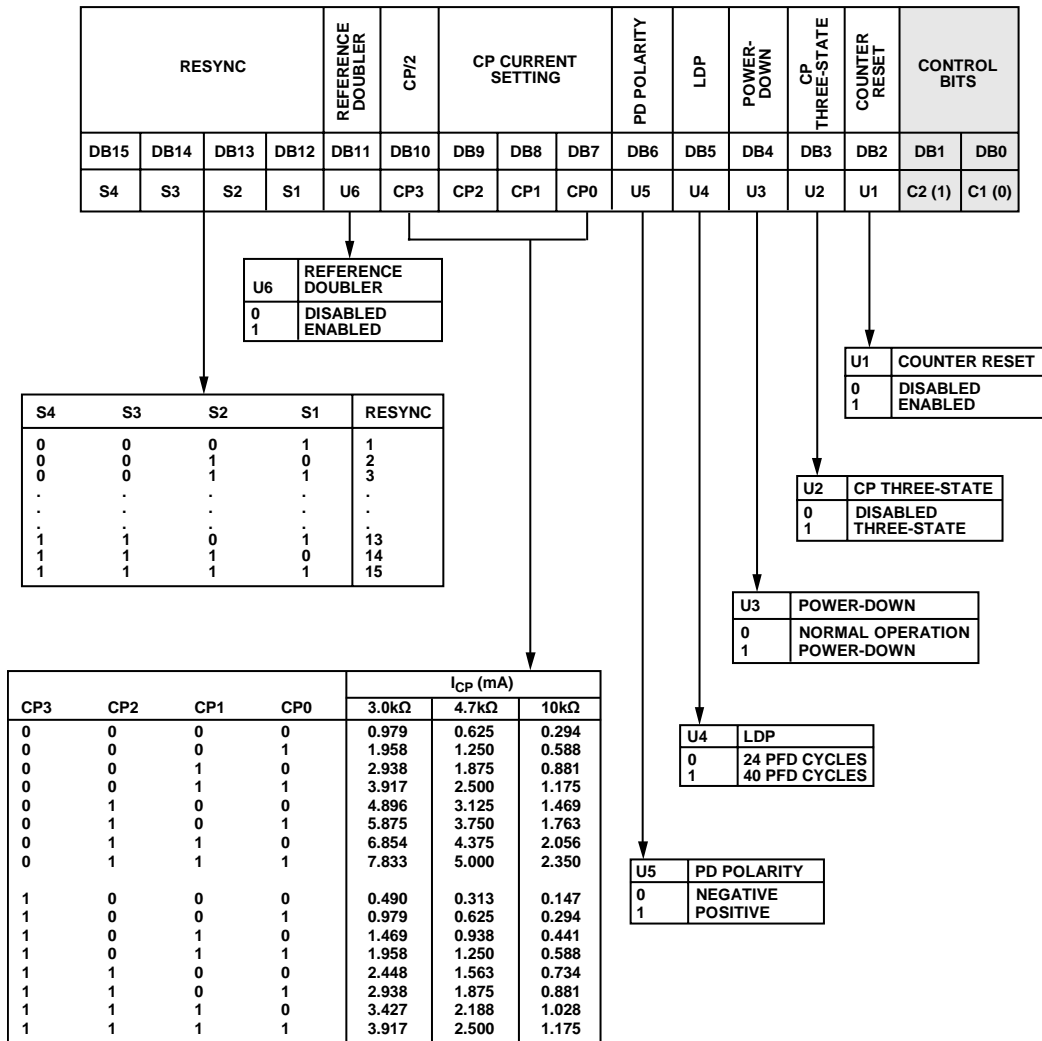 RESYNC
REFERENCE
DOUBLER
CP/2
CP CURRENT
SETTING
PD POLARITY
LDP
POWER-
DOWN
CP
THREE-STATE
COUNTER
RESET
CONTROL
BITS
DB15 DB14 DB13 DB12 DB11 DB10 DB9 DB8 DB7 DB6 DB5 DB4 DB3 DB2 DB1 DB0
S4 S3 S2 S1 U6 CP3 CP2 CP1 CP0 U5 U4 U3 U2 U1 C2 (1) C1 (0)
U6 REFERENCE
DOUBLER
0 DISABLED
1 ENABLED
U1 COUNTER RESET
0 DISABLED
1 ENABLED
S4 S3 S2 S1 RESYNC
0 0 0 1 1
0 0 1 0 2
0 0 1 1 3
. . . . .
. . . . .
. . . . .
1 1 0 1 13
1 1 1 0 14
1 1 1 1 15
U2 CP THREE-STATE
0 DISABLED
1 THREE-STATE
U3 POWER-DOWN
0 NORMAL OPERATION
1 POWER-DOWN
ICP (mA)
CP3 CP2 CP1 CP0 3.0kΩ 4.7kΩ 10kΩ
0 0 0 0 0.979 0.625 0.294
0 0 0 1 1.958 1.250 0.588
0 0 1 0 2.938 1.875 0.881
0 0 1 1 3.917 2.500 1.175
0 1 0 0 4.896 3.125 1.469
0 1 0 1 5.875 3.750 1.763
0 1 1 0 6.854 4.375 2.056
0 1 1 1 7.833 5.000 2.350
1 0 0 0 0.490 0.313 0.147
1 0 0 1 0.979 0.625 0.294
1 0 1 0 1.469 0.938 0.441
1 0 1 1 1.958 1.250 0.588
1 1 0 0 2.448 1.563 0.734
1 1 0 1 2.938 1.875 0.881
1 1 1 0 3.427 2.188 1.028
1 1 1 1 3.917 2.500 1.175
U4 LDP
0 24 PFD CYCLES
1 40 PFD CYCLES
U5 PD POLARITY
0 NEGATIVE
1 POSITIVE